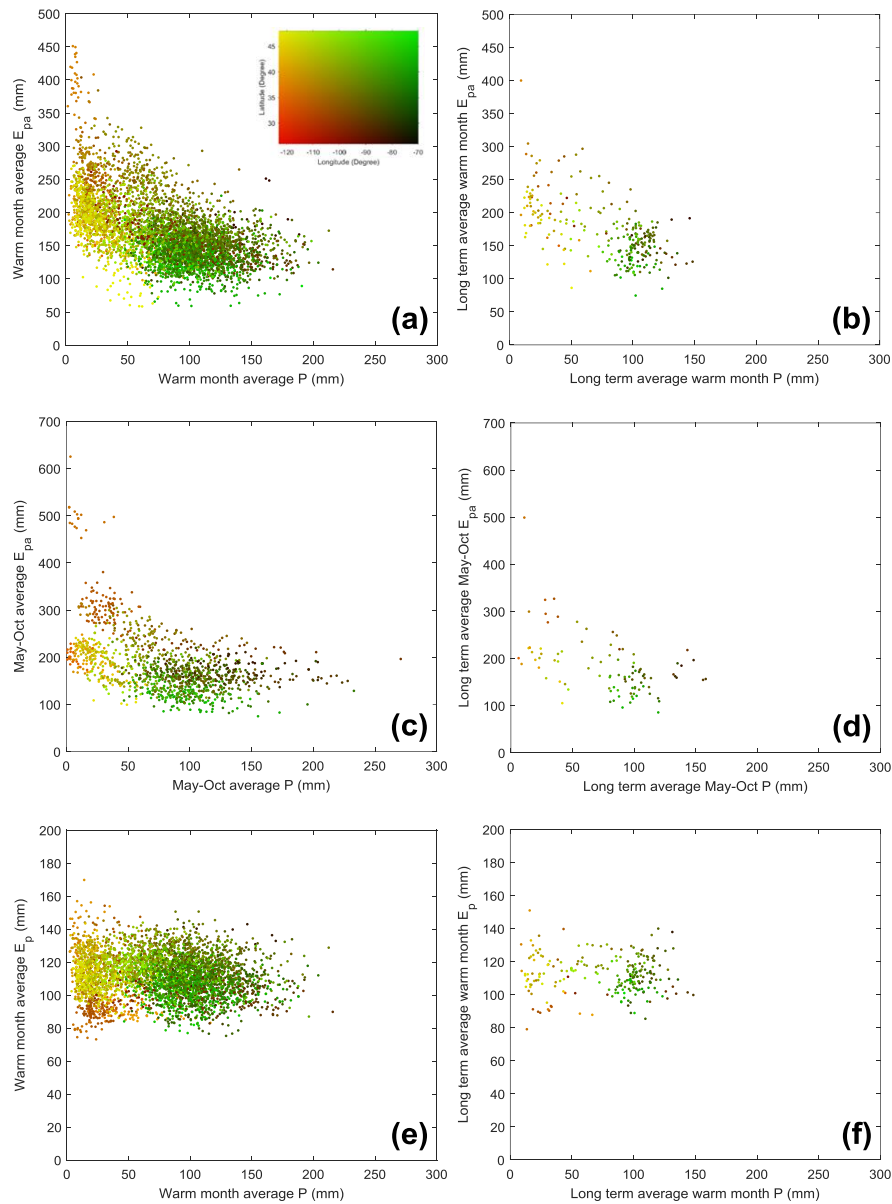 500
450
400
350
300
250
200
150
100
50
0
Warm month average E_pa (mm)
0 50 100 150 200 250 300
Warm month average P (mm)
45
40
35
30
Latitude (Degree)
-120 -110 -100 -90 -80 -70
Longitude (Degree)
(a)
500
450
400
350
300
250
200
150
100
50
0
Long term average warm month E_pa (mm)
0 50 100 150 200 250 300
Long term average warm month P (mm)
(b)
700
600
500
400
300
200
100
0
May-Oct average E_pa (mm)
0 50 100 150 200 250 300
May-Oct average P (mm)
(c)
700
600
500
400
300
200
100
0
Long term average May-Oct E_pa (mm)
0 50 100 150 200 250 300
Long term average May-Oct P (mm)
(d)
200
180
160
140
120
100
80
60
40
20
0
Warm month average E_p (mm)
0 50 100 150 200 250 300
Warm month average P (mm)
(e)
200
180
160
140
120
100
80
60
40
20
0
Long term average warm month E_p (mm)
0 50 100 150 200 250 300
Long term average warm month P (mm)
(f)